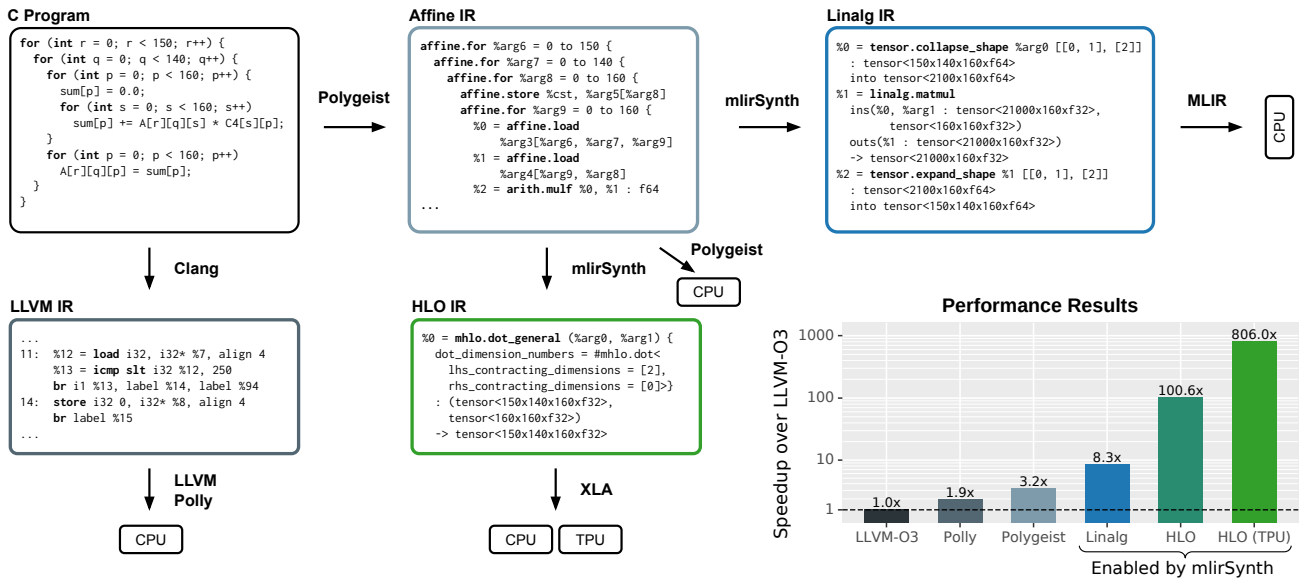 C Program
for (int r = 0; r < 150; r++) {
for (int q = 0; q < 140; q++) {
for (int p = 0; p < 160; p++) {
sum[p] = 0.0;
for (int s = 0; s < 160; s++)
sum[p] += A[r][q][s] * C4[s][p];
}
for (int p = 0; p < 160; p++)
A[r][q][p] = sum[p];
}
}
Polygeist
Affine IR
affine.for %arg6 = 0 to 150 {
affine.for %arg7 = 0 to 140 {
affine.for %arg8 = 0 to 160 {
affine.store %cst, %arg5[%arg8]
affine.for %arg9 = 0 to 160 {
%0 = affine.load
%arg3[%arg6, %arg7, %arg9]
%1 = affine.load
%arg4[%arg9, %arg8]
%2 = arith.mulf %0, %1 : f64
...
mlirSynth
Linalg IR
%0 = tensor.collapse_shape %arg0 [[0, 1], [2]]
: tensor<150x140x160xf64>
into tensor<2100x160xf64>
%1 = linalg.matmul
ins(%0, %arg1 : tensor<21000x160xf32>,
tensor<160x160xf32>)
outs(%1 : tensor<21000x160xf32>)
-> tensor<21000x160xf32>
%2 = tensor.expand_shape %1 [[0, 1], [2]]
: tensor<2100x160xf64>
into tensor<150x140x160xf64>
MLIR
CPU
Clang
mlirSynth
Polygeist
CPU
LLVM IR
...
11: %12 = load i32, i32* %7, align 4
%13 = icmp slt i32 %12, 250
br i1 %13, label %14, label %94
14: store i32 0, i32* %8, align 4
br label %15
...
LLVM
Polly
CPU
HLO IR
%0 = mhlo.dot_general (%arg0, %arg1) {
dot_dimension_numbers = #mhlo.dot<
lhs_contracting_dimensions = [2],
rhs_contracting_dimensions = [0]>}
: (tensor<150x140x160xf32>,
tensor<160x160xf32>)
-> tensor<150x140x160xf32>
XLA
CPU
TPU
Performance Results
Speedup over LLVM-O3
1000
100
10
1
1.0x
1.9x
3.2x
8.3x
100.6x
806.0x
LLVM-O3
Polly
Polygeist
Linalg
HLO
HLO (TPU)
Enabled by mlirSynth